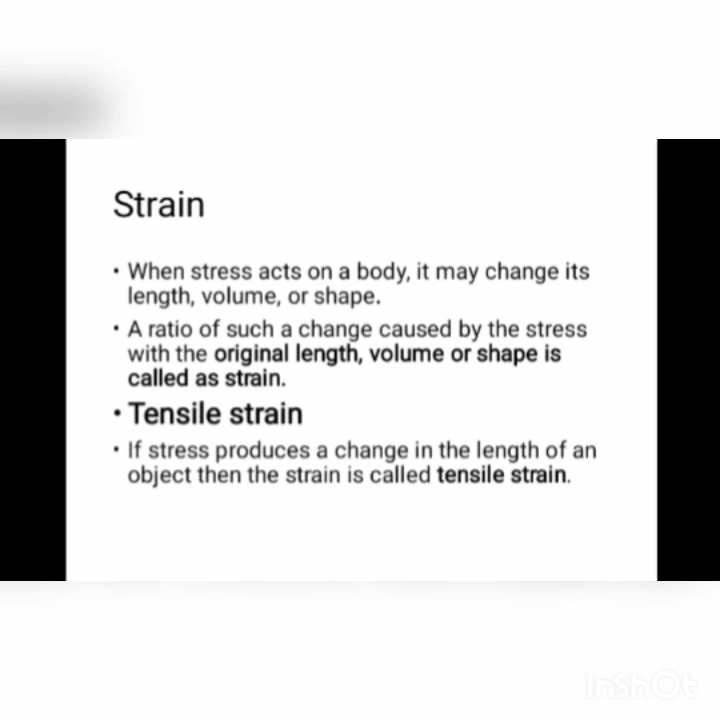 Strain
• When stress acts on a body, it may change its
length, volume, or shape.
• A ratio of such a change caused by the stress
with the original length, volume or shape is
called as strain.
• Tensile strain
• If stress produces a change in the length of an
object then the strain is called tensile strain.
InShOt